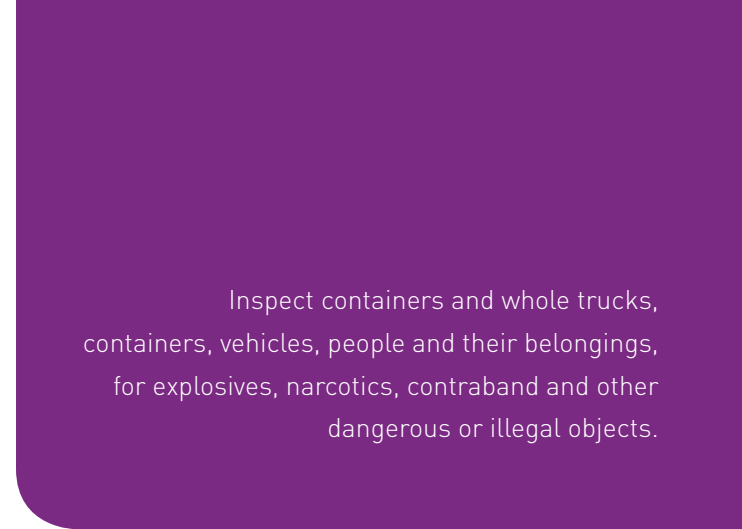 Inspect containers and whole trucks,
containers, vehicles, people and their belongings,
for explosives, narcotics, contraband and other
dangerous or illegal objects.